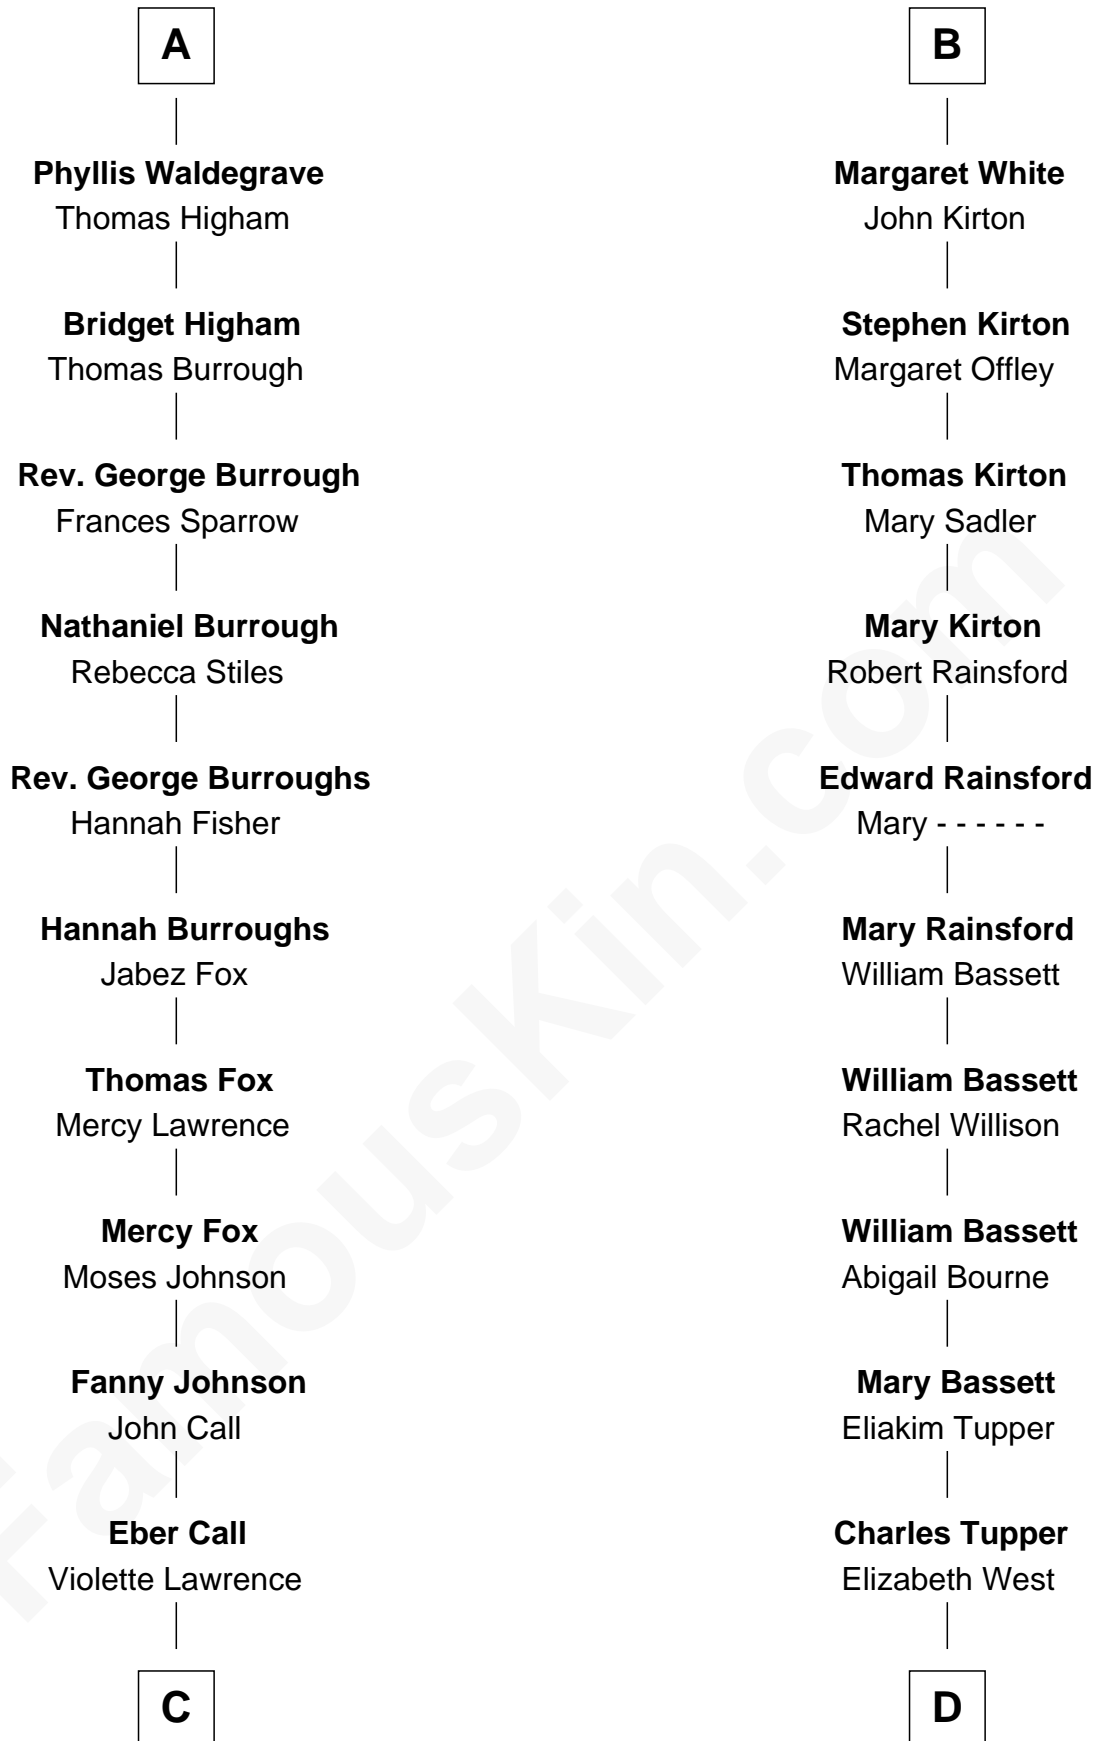 A
Phyllis Waldegrave
Thomas Higham
Bridget Higham
Thomas Burrough
Rev. George Burrough
Frances Sparrow
Nathaniel Burrough
Rebecca Stiles
Rev. George Burroughs
Hannah Fisher
Hannah Burroughs
Jabez Fox
Thomas Fox
Mercy Lawrence
Mercy Fox
Moses Johnson
Fanny Johnson
John Call
Eber Call
Violette Lawrence
C
B
Margaret White
John Kirton
Stephen Kirton
Margaret Offley
Thomas Kirton
Mary Sadler
Mary Kirton
Robert Rainsford
Edward Rainsford
Mary - - - - - -
Mary Rainsford
William Bassett
William Bassett
Rachel Willison
William Bassett
Abigail Bourne
Mary Bassett
Eliakim Tupper
Charles Tupper
Elizabeth West
D
FamousKin.com